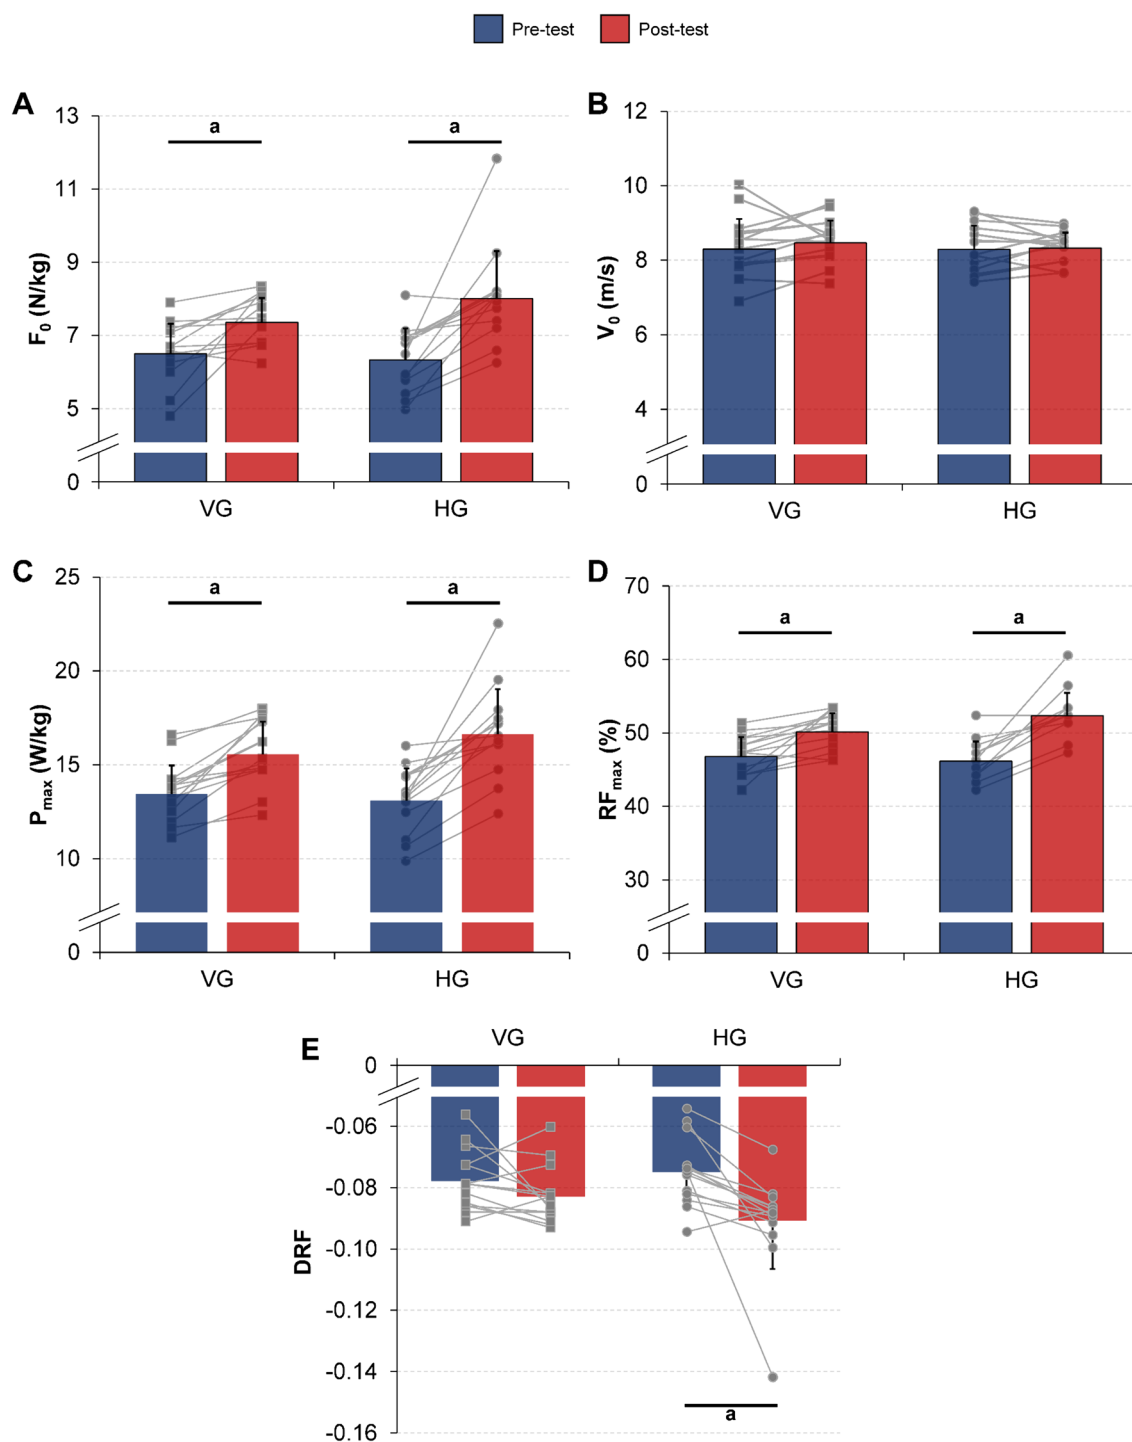 Pre-test Post-test
A
a a
13
11
9
7
5
0
F0 (N/kg)
VG HG
B
12
10
8
6
4
0
V0 (m/s)
VG HG
C
a a
25
20
15
10
0
Pmax (W/kg)
VG HG
D
a a
70
60
50
40
30
0
RFmax (%)
VG HG
E
VG HG
0
-0.06
-0.08
-0.10
-0.12
-0.14
-0.16
DRF
a